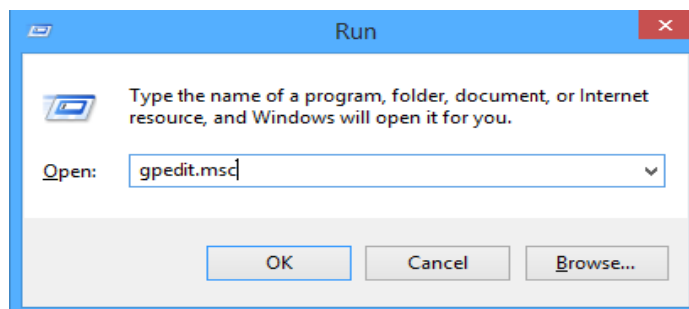 Run
Type the name of a program, folder, document, or Internet
resource, and Windows will open it for you.
Open: gpedit.msc
OK Cancel Browse...